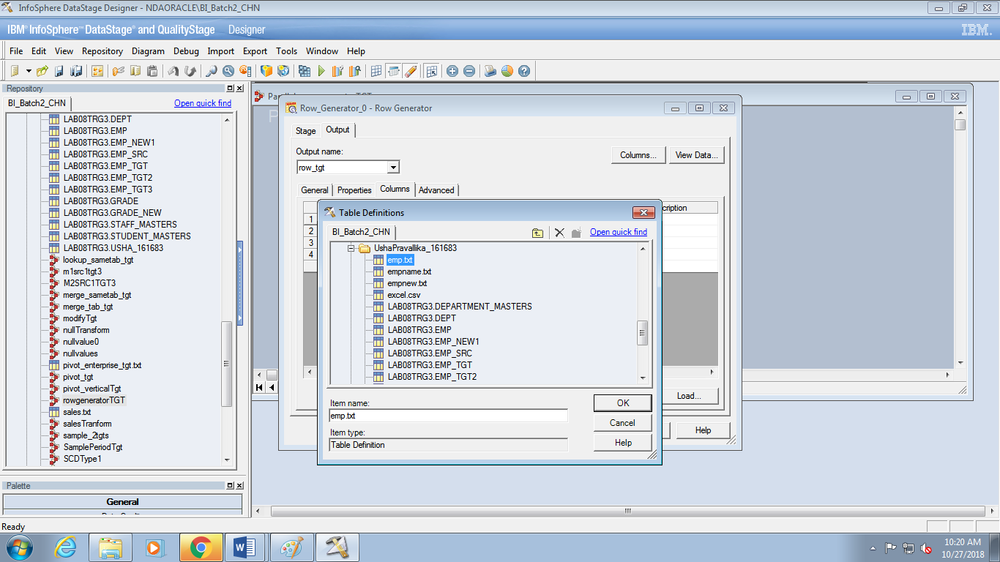 InfoSphere DataStage Designer - NDAORACLE\BI_Batch2_CHN
IBM® InfoSphere™ DataStage® and QualityStage Designer
IBM.
File Edit View Repository Diagram Debug Import Export Tools Window Help
Repository
BI_Batch2_CHN
Open quick find
LAB08TRG3.DEPT
LAB08TRG3.EMP
LAB08TRG3.EMP_NEW1
LAB08TRG3.EMP_SRC
LAB08TRG3.EMP_TGT
LAB08TRG3.EMP_TGT2
LAB08TRG3.EMP_TGT3
LAB08TRG3.GRADE
LAB08TRG3.GRADE_NEW
LAB08TRG3.STAFF_MASTERS
LAB08TRG3.STUDENT_MASTERS
LAB08TRG3.USHA_161683
lookup_sametab_tgt
m1src1tgt3
M2SRC1TGT3
merge_sametab_tgt
merge_tab_tgt
modifyTgt
nullTransform
nullvalue0
nullvalues
pivot_enterprise_tgt.txt
pivot_tgt
pivot_verticalTgt
rowgeneratorTGT
sales.txt
salesTranform
sample_2tgts
SamplePeriodTgt
SCDType1
Palette
General
Row_Generator_0 - Row Generator
Stage Output
Output name:
row_tgt
Columns... View Data...
General Properties Columns Advanced
cription
1
2
3
4
Load...
Help
Table Definitions
BI_Batch2_CHN
Open quick find
UshaPravallika_161683
emp.txt
empname.txt
empnew.txt
excel.csv
LAB08TRG3.DEPARTMENT_MASTERS
LAB08TRG3.DEPT
LAB08TRG3.EMP
LAB08TRG3.EMP_NEW1
LAB08TRG3.EMP_SRC
LAB08TRG3.EMP_TGT
LAB08TRG3.EMP_TGT2
Item name:
emp.txt
Item type:
Table Definition
OK
Cancel
Help
Ready
10:20 AM
10/27/2018